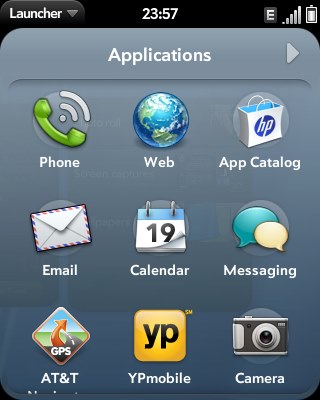 Launcher
23:57
E
Applications
hp
Phone
Web
App Catalog
19
Email
Calendar
Messaging
GPS
yp
SM
AT&T
YPmobile
Camera